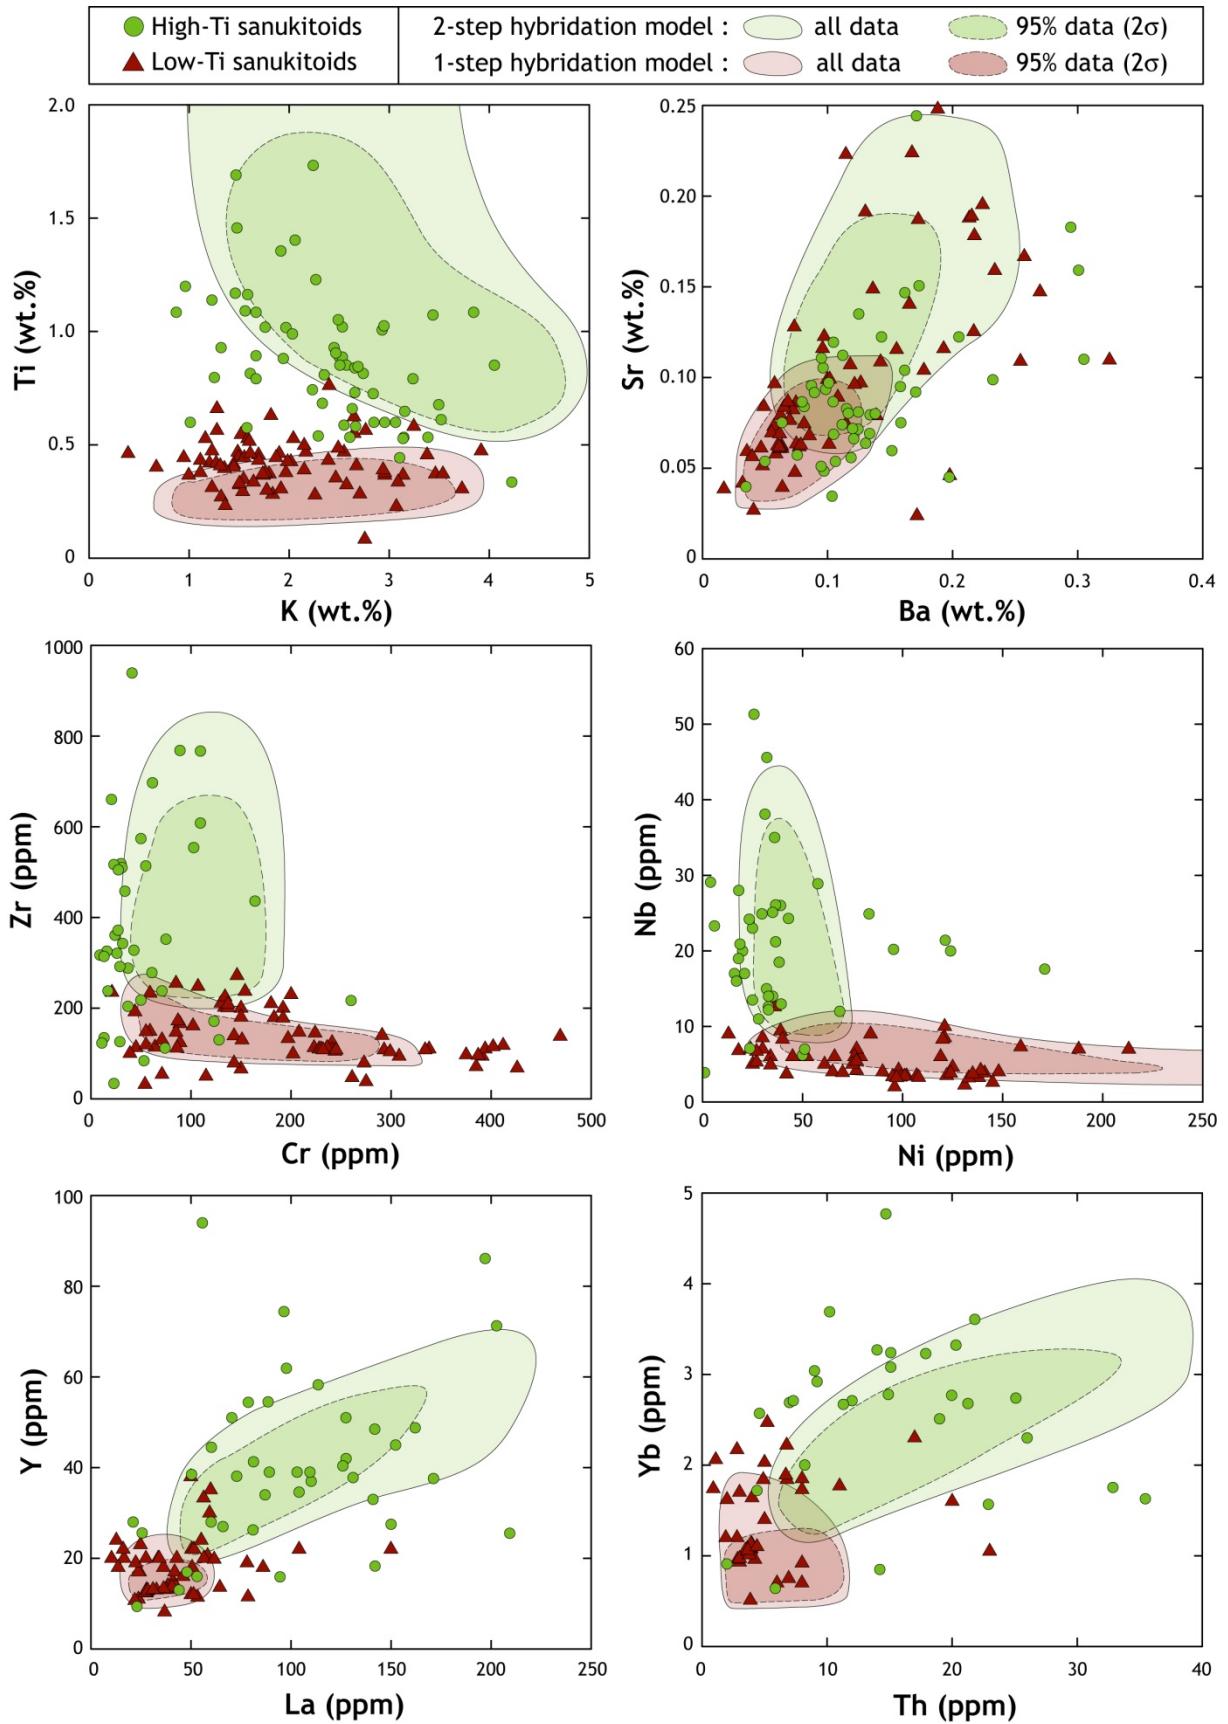 High-Ti sanukitoids 2-step hybridation model : all data 95% data (2σ)
Low-Ti sanukitoids 1-step hybridation model : all data 95% data (2σ)
2.0
1.5
1.0
0.5
0
0 1 2 3 4 5
Ti (wt.%)
K (wt.%)
0.25
0.20
0.15
0.10
0.05
0
0 0.1 0.2 0.3 0.4
Sr (wt.%)
Ba (wt.%)
1000
800
600
400
200
0
0 100 200 300 400 500
Zr (ppm)
Cr (ppm)
60
50
40
30
20
10
0
0 50 100 150 200 250
Nb (ppm)
Ni (ppm)
100
80
60
40
20
0
0 50 100 150 200 250
Y (ppm)
La (ppm)
5
4
3
2
1
0
0 10 20 30 40
Yb (ppm)
Th (ppm)